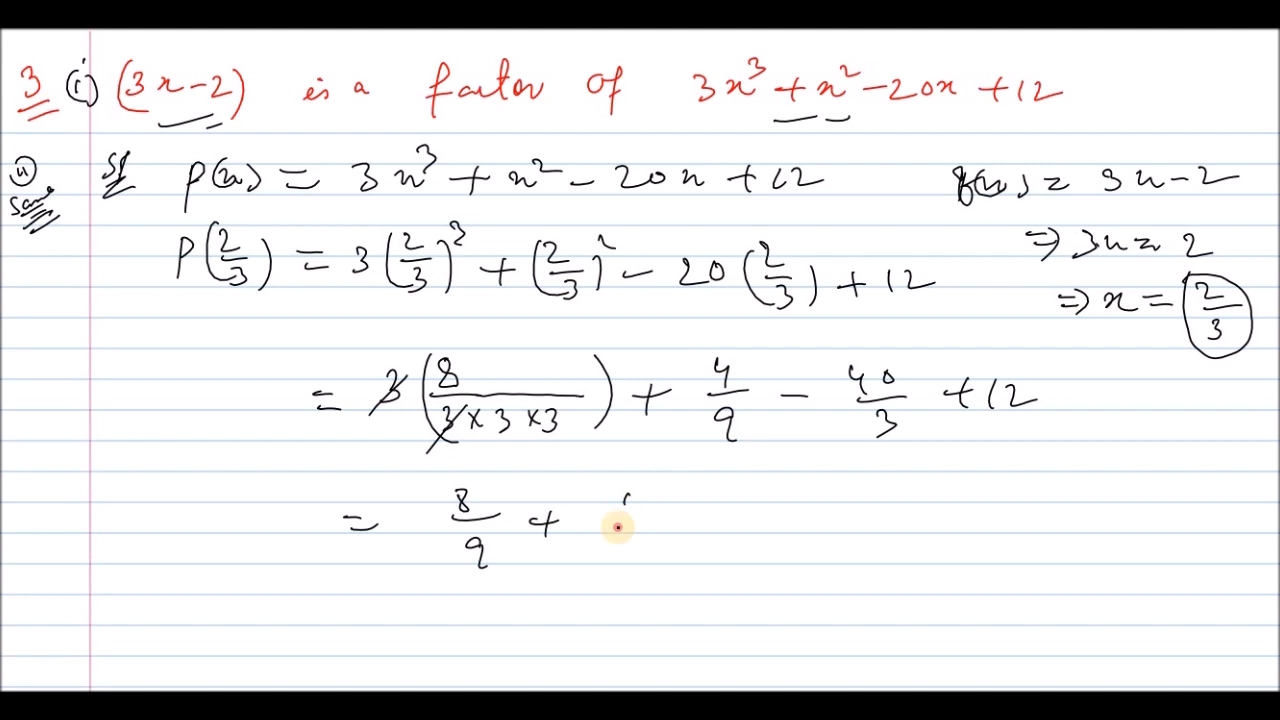 3 (i) (3x-2) is a factor of 3x³ + x² - 20x + 12
(ii) Same Sol P(x) = 3x³ + x² - 20x + 12
q(x) = 3x - 2
P(2/3) = 3(2/3)³ + (2/3)² - 20(2/3) + 12
⇒ 3x = 2
⇒ x = 2/3
= 3(8/3×3×3) + 4/9 - 40/3 + 12
= 8/9 +